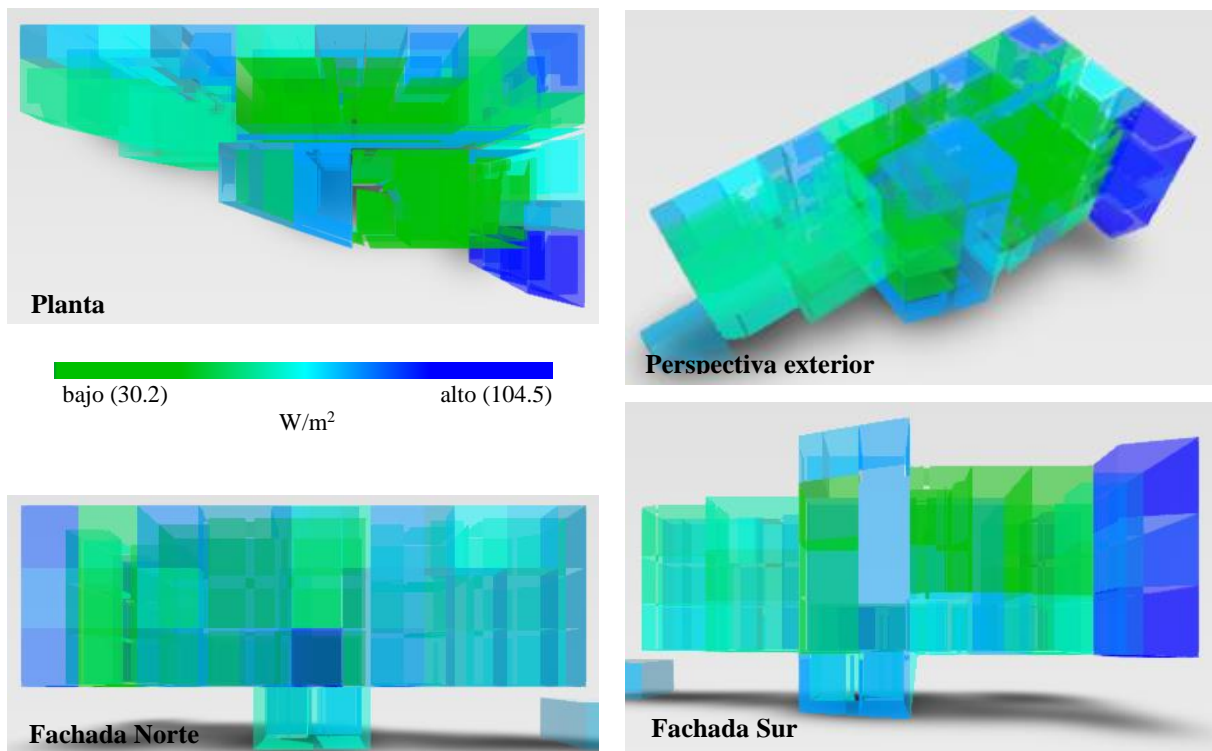 Planta
Perspectiva exterior
bajo (30.2) alto (104.5)
W/m²
Fachada Norte
Fachada Sur